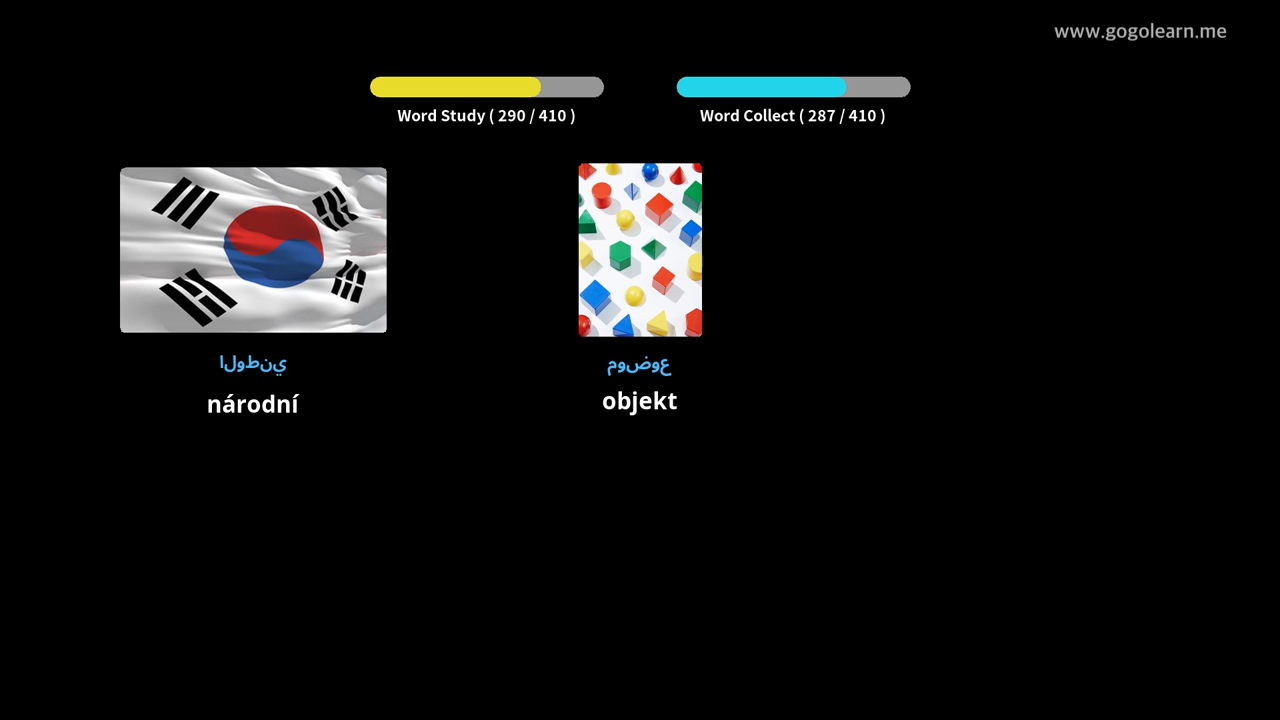 www.gogolearn.me
Word Study ( 290 / 410 )
Word Collect ( 287 / 410 )
الوطني
národní
موضوع
objekt